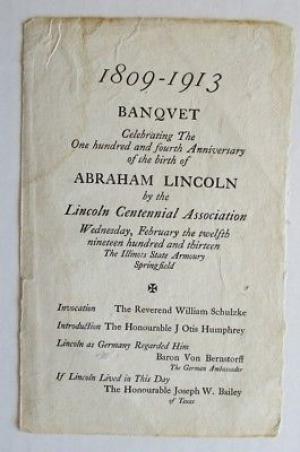 1809-1913
BANQVET
Celebrating The
One hundred and fourth Anniversary
of the birth of
ABRAHAM LINCOLN
by the
Lincoln Centennial Association
Wednesday, February the twelfth
nineteen hundred and thirteen
The Illinois State Armoury
Springfield
Invocation The Reverend William Schulzke
Introduction The Honourable J Otis Humphrey
Lincoln as Germany Regarded Him
Baron Von Bernstorff
The German Ambassador
If Lincoln Lived in This Day
The Honourable Joseph W. Bailey
of Texas